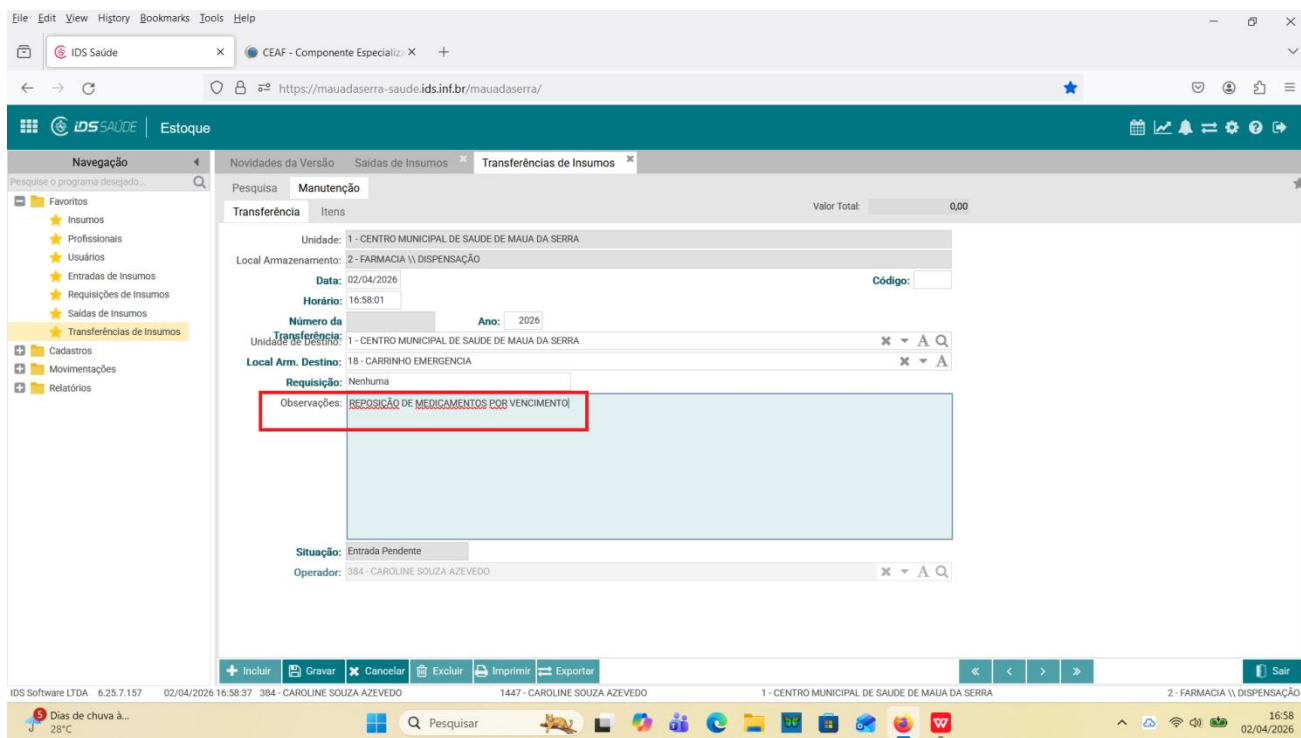 File Edit View History Bookmarks Tools Help
IDS Saúde
CEAF - Componente Especializ
https://mauadaserra-saude.ids.inf.br/mauadaserra/
iDS SAÚDE | Estoque
Navegação
Novidades da Versão Saídas de Insumos Transferências de Insumos
Pesquise o programa desejado...
Pesquisa Manutenção
Favoritos
Insumos
Profissionais
Usuários
Entradas de Insumos
Requisições de Insumos
Saídas de Insumos
Transferências de Insumos
Cadastros
Movimentações
Relatórios
Transferência Itens
Valor Total: 0,00
Unidade: 1 - CENTRO MUNICIPAL DE SAUDE DE MAUA DA SERRA
Local Armazenamento: 2 - FARMACIA \\ DISPENSAÇÃO
Data: 02/04/2026 Código:
Horário: 16:58:01
Número da Transferência: Ano: 2026
Unidade de Destino: 1 - CENTRO MUNICIPAL DE SAUDE DE MAUA DA SERRA
Local Arm. Destino: 18 - CARRINHO EMERGENCIA
Requisição: Nenhuma
Observações: REPOSIÇÃO DE MEDICAMENTOS POR VENCIMENTO
Situação: Entrada Pendente
Operador: 384 - CAROLINE SOUZA AZEVEDO
Incluir Gravar Cancelar Excluir Imprimir Exportar Sair
IDS Software LTDA 6.25.7.157 02/04/2026 16:58:37 384 - CAROLINE SOUZA AZEVEDO 1447 - CAROLINE SOUZA AZEVEDO 1 - CENTRO MUNICIPAL DE SAUDE DE MAUA DA SERRA 2 - FARMACIA \\ DISPENSAÇÃO
5
Dias de chuva à...
28°C
Pesquisar
16:58
02/04/2026